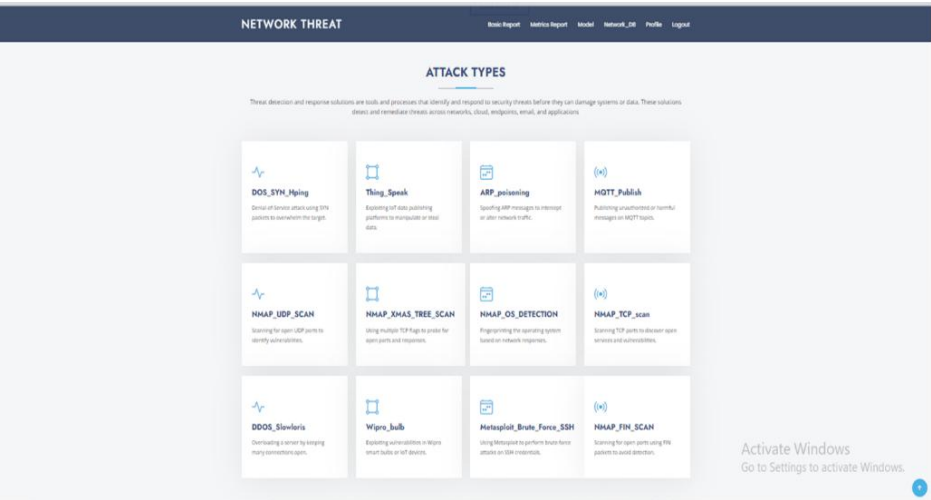 NETWORK THREAT
Basic Report Metrics Report Model Network_DB Profile Logout
ATTACK TYPES
Threat detection and response solutions are tools and processes that identify and respond to security threats before they can damage systems or data. These solutions
detect and remediate threats across networks, cloud, endpoints, email, and applications
DOS_SYN_Hping
Denial-of-Service attack using SYN
packets to overwhelm the target.
Thing_Speak
Exploiting IoT data publishing
platforms to manipulate or steal
data.
ARP_poisoning
Spoofing ARP messages to intercept
or alter network traffic.
MQTT_Publish
Publishing unauthorized or harmful
messages on MQTT topics.
NMAP_UDP_SCAN
Scanning for open UDP ports to
identify vulnerabilities.
NMAP_XMAS_TREE_SCAN
Using multiple TCP flags to probe for
open ports and responses.
NMAP_OS_DETECTION
Fingerprinting the operating system
based on network responses.
NMAP_TCP_scan
Scanning TCP ports to discover open
services and vulnerabilities.
DDOS_Slowloris
Overloading a server by keeping
many connections open.
Wipro_bulb
Exploiting vulnerabilities in Wipro
smart bulbs or IoT devices.
Metasploit_Brute_Force_SSH
Using Metasploit to perform brute-force
attacks on SSH credentials.
NMAP_FIN_SCAN
Scanning for open ports using FIN
packets to avoid detection.
Activate Windows
Go to Settings to activate Windows.